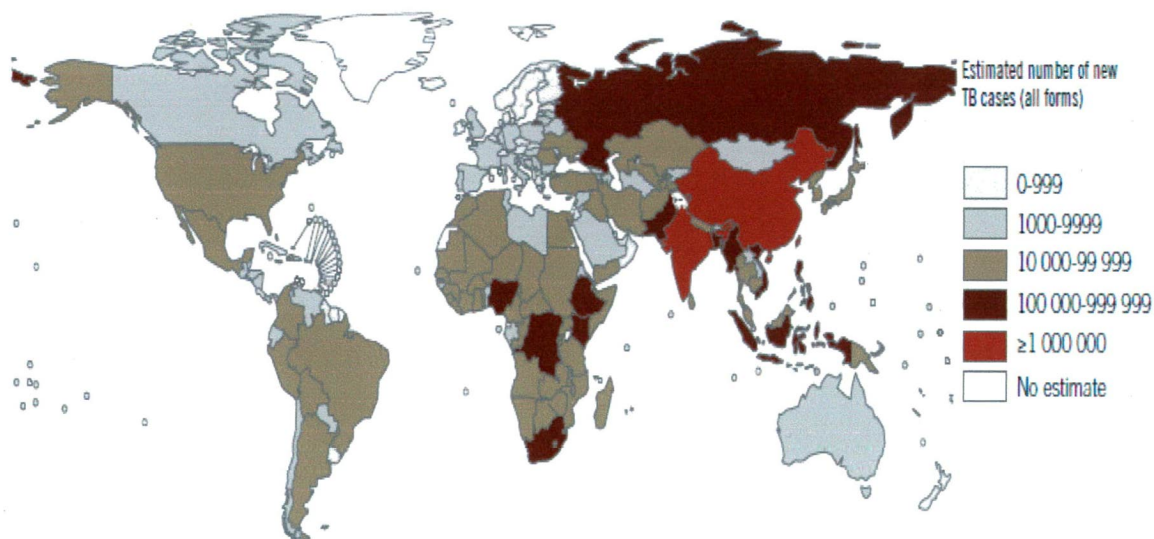 Estimated number of new
TB cases (all forms)
0-999
1000-9999
10 000-99 999
100 000-999 999
≥1 000 000
No estimate